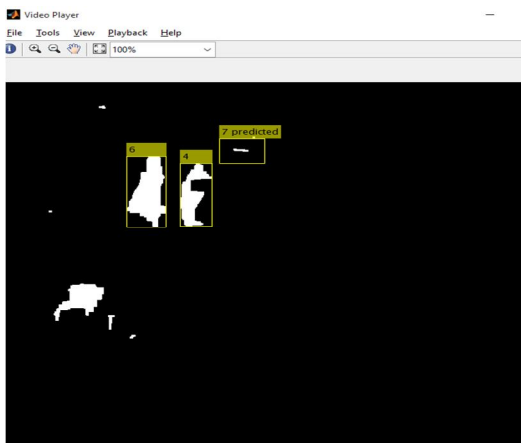 Video Player
File Tools View Playback Help
100%
7 predicted
6
4